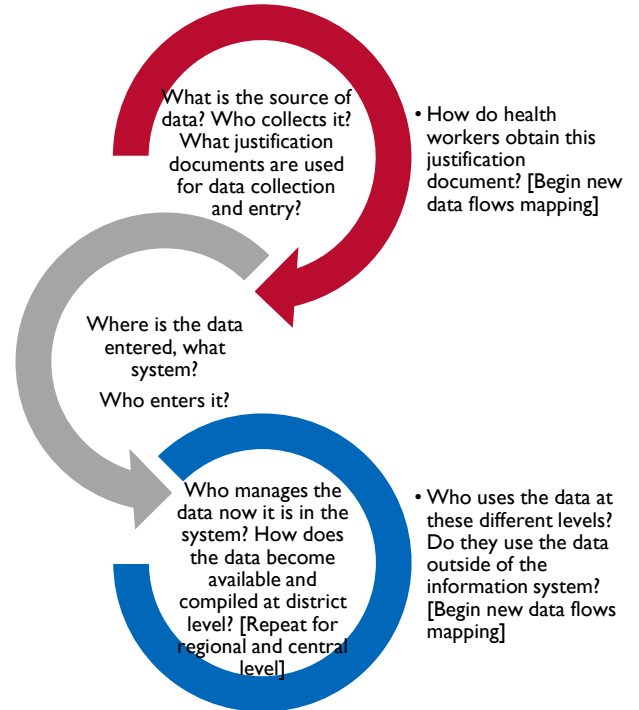 What is the source of
data? Who collects it?
What justification
documents are used
for data collection
and entry?
• How do health
workers obtain this
justification
document? [Begin new
data flows mapping]
Where is the data
entered, what
system?
Who enters it?
Who manages the
data now it is in the
system? How does
the data become
available and
compiled at district
level? [Repeat for
regional and central
level]
• Who uses the data at
these different levels?
Do they use the data
outside of the
information system?
[Begin new data flows
mapping]